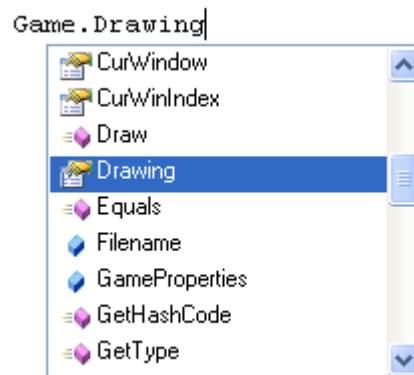 Game.Drawing
CurWindow
CurWinIndex
Draw
Drawing
Equals
Filename
GameProperties
GetHashCode
GetType